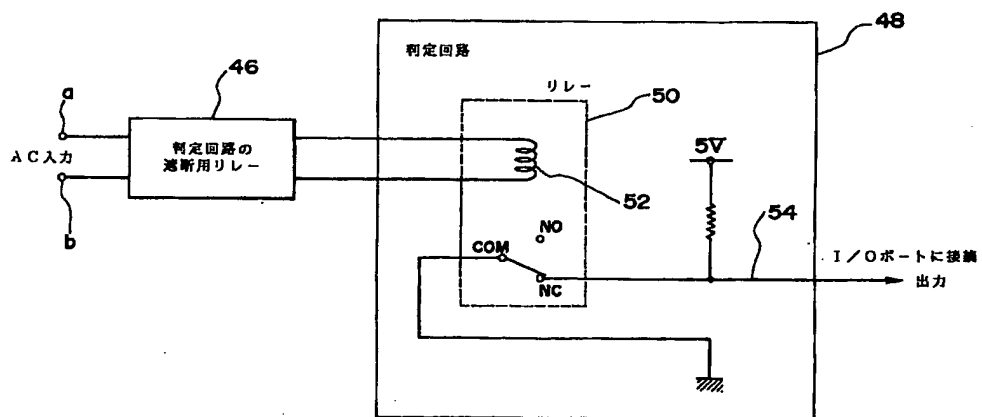 48
判定回路
46
リレー
50
a
AC入力
判定回路の
遮断用リレー
5V
52
54
b
NO
COM
I/Oポートに接続
NC
出力